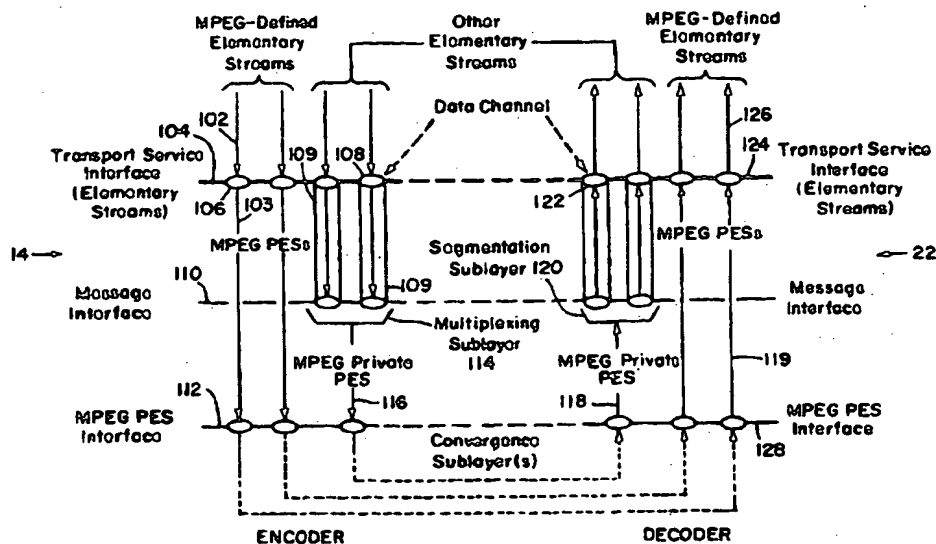 MPEG-Defined
Elementary
Streams
Other
Elementary
Streams
MPEG-Defined
Elementary
Streams
102
104
Data Channel
126
124
109
108
Transport Service
Interface
(Elementary
Streams)
106
103
122
Transport Service
Interface
(Elementary
Streams)
14
MPEG PESs
Segmentation
Sublayer 120
MPEG PESs
22
110
109
Message
Interface
Message
Interface
Multiplexing
Sublayer
114
MPEG Private
PES
MPEG Private
PES
119
112
116
118
MPEG PES
Interface
Convergence
Sublayer(s)
MPEG PES
Interface
128
ENCODER
DECODER